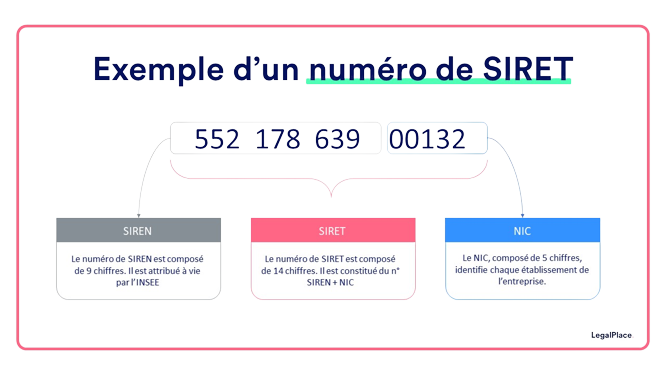 Exemple d'un numéro de SIRET
552 178 639 00132
SIREN
Le numéro de SIREN est composé
de 9 chiffres. Il est attribué à vie
par l'INSEE
SIRET
Le numéro de SIRET est composé
de 14 chiffres. Il est constitué du n°
SIREN + NIC
NIC
Le NIC, composé de 5 chiffres,
identifie chaque établissement de
l'entreprise.
LegalPlace